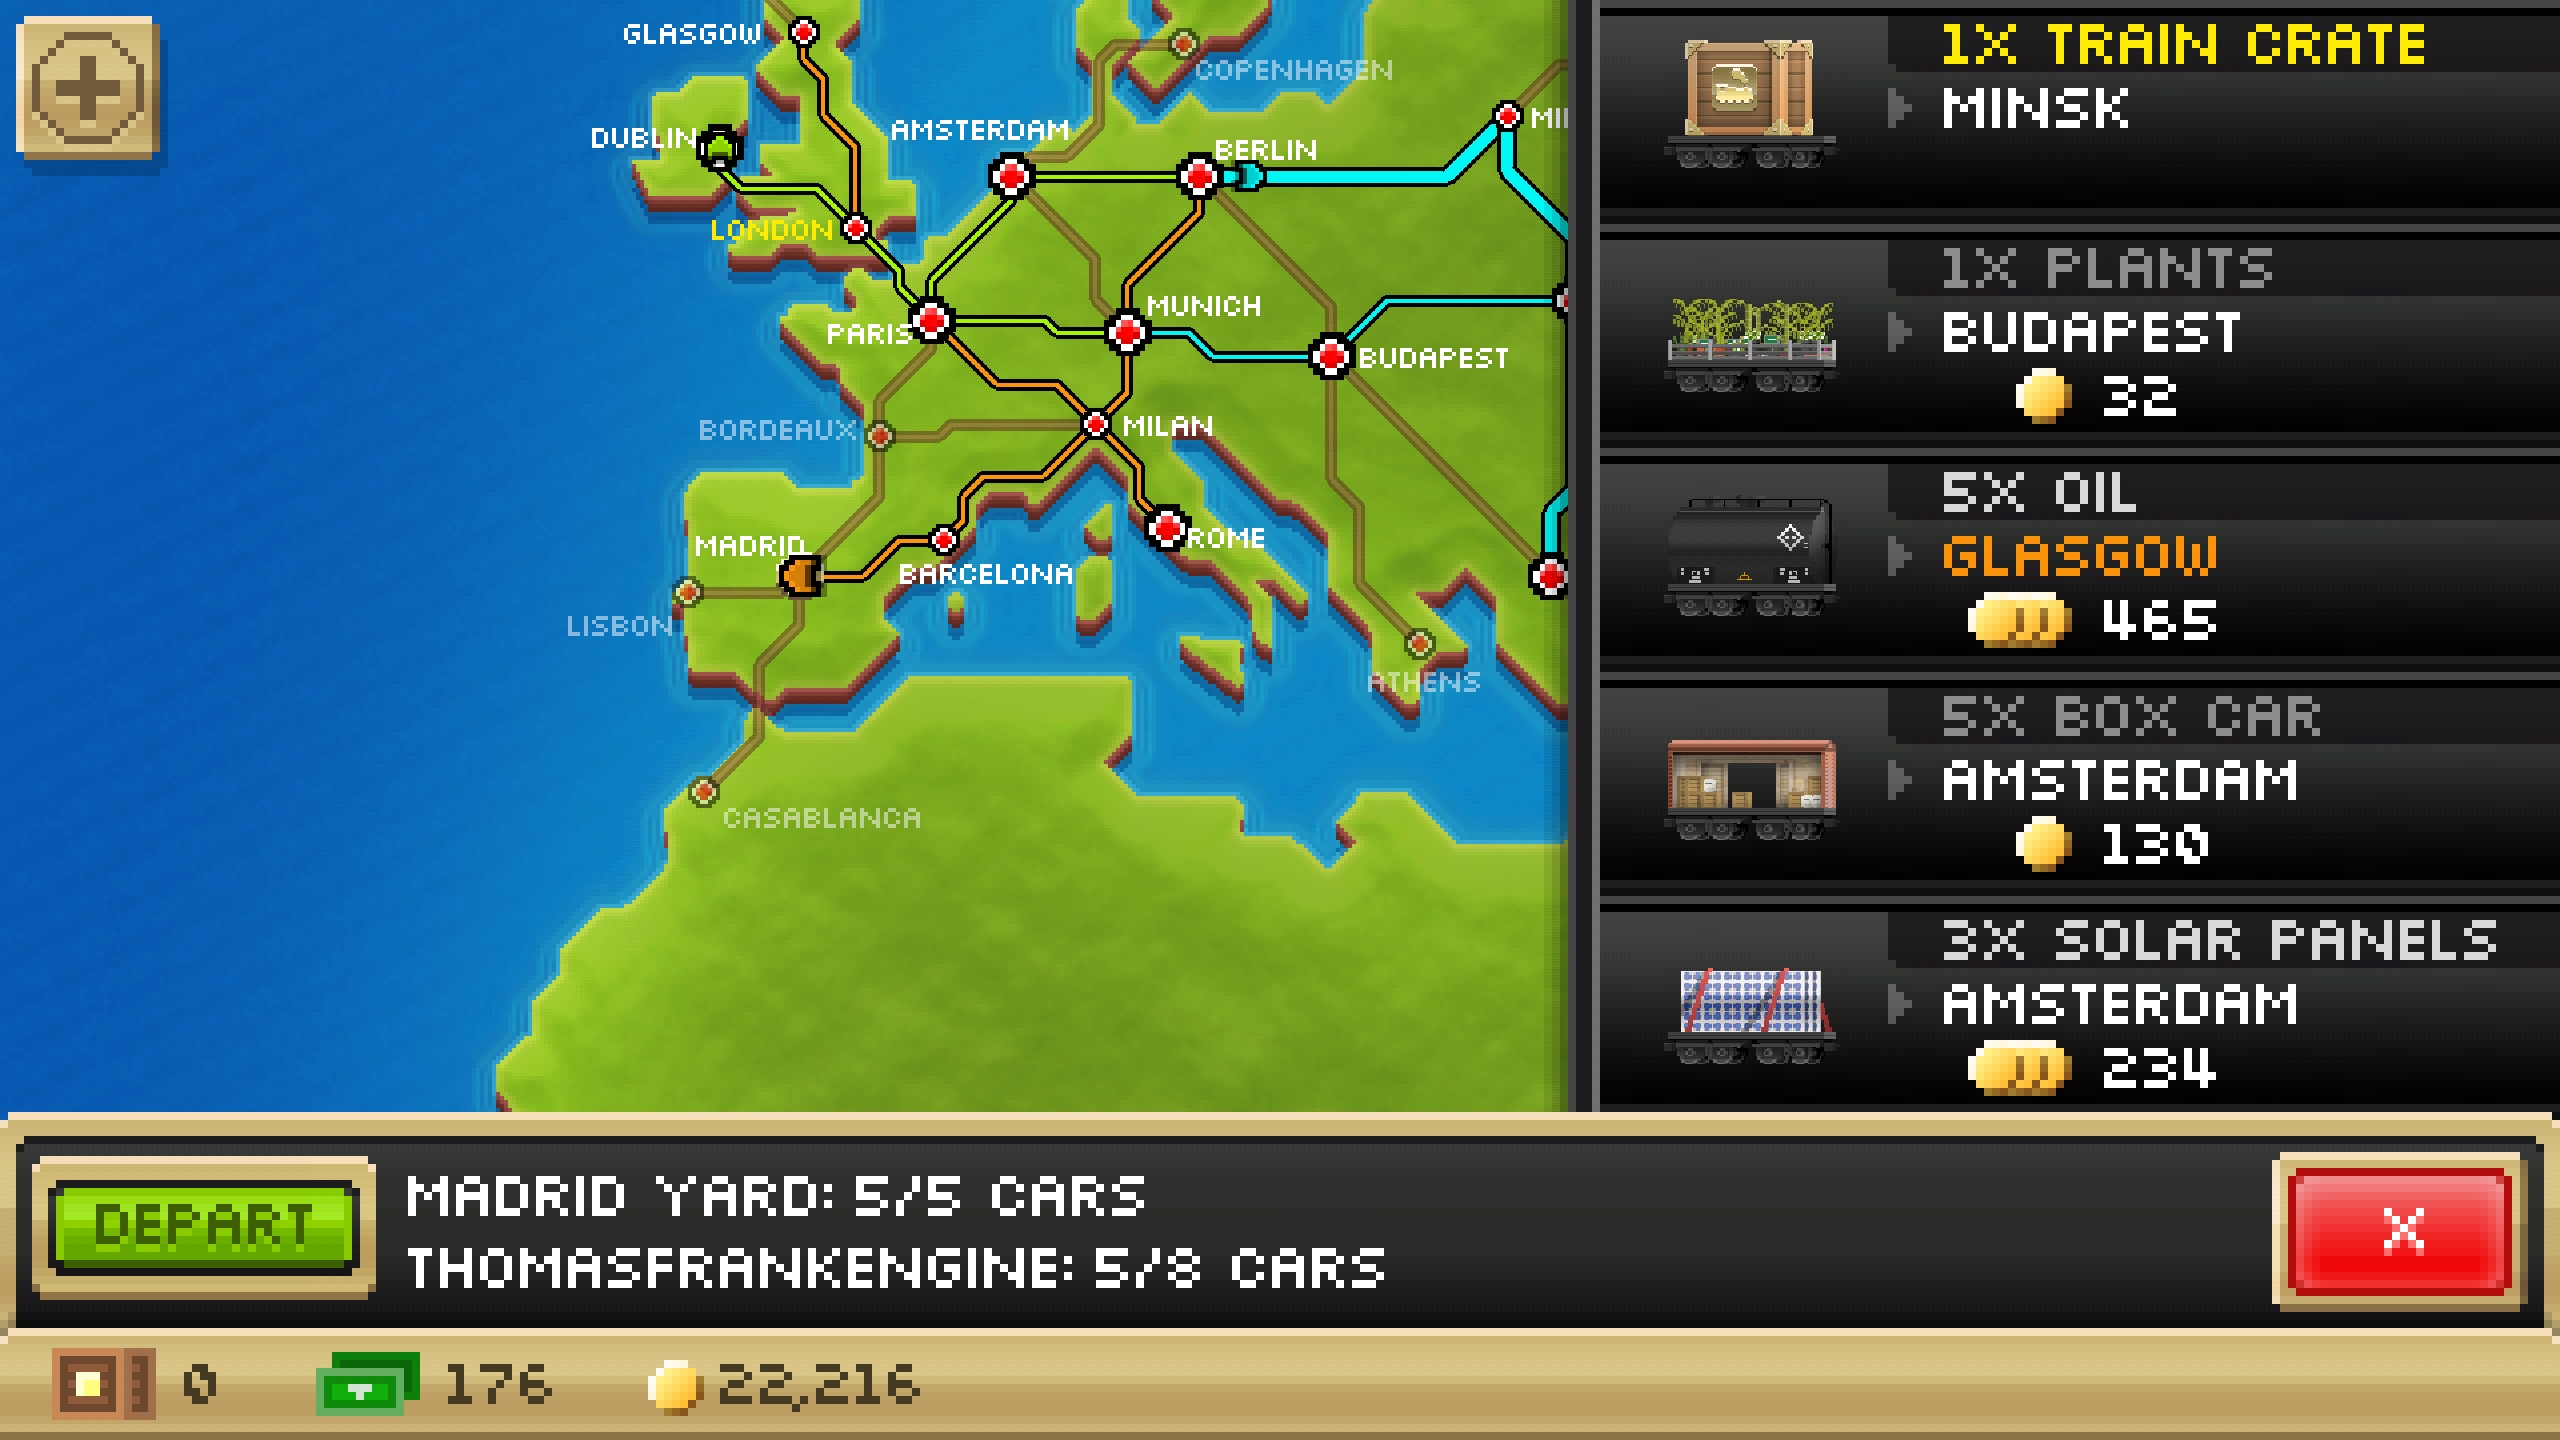 GLASGOW
COPENHAGEN
DUBLIN
AMSTERDAM
BERLIN
MI
LONDON
PARIS
MUNICH
BUDAPEST
BORDEAUX
MILAN
MADRID
BARCELONA
ROME
LISBON
ATHENS
CASABLANCA
1X TRAIN CRATE
MINSK
1X PLANTS
BUDAPEST
32
5X OIL
GLASGOW
465
5X BOX CAR
AMSTERDAM
130
3X SOLAR PANELS
AMSTERDAM
234
DEPART
MADRID YARD: 5/5 CARS
THOMASFRANKENGINE: 5/8 CARS
X
0
176
22,216